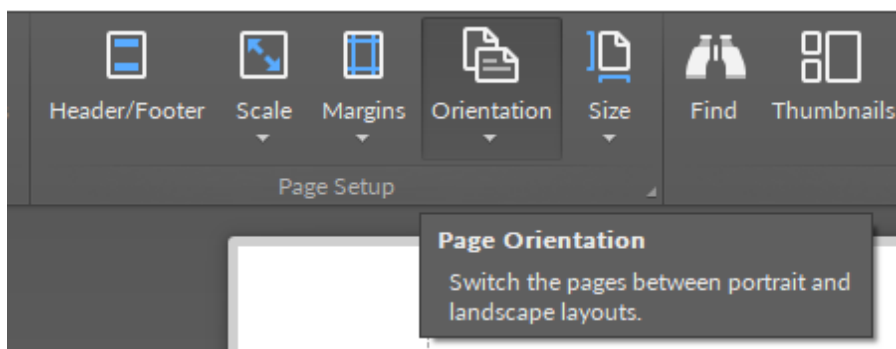 Header/Footer Scale Margins Orientation Size Find Thumbnails
Page Setup
Page Orientation
Switch the pages between portrait and
landscape layouts.